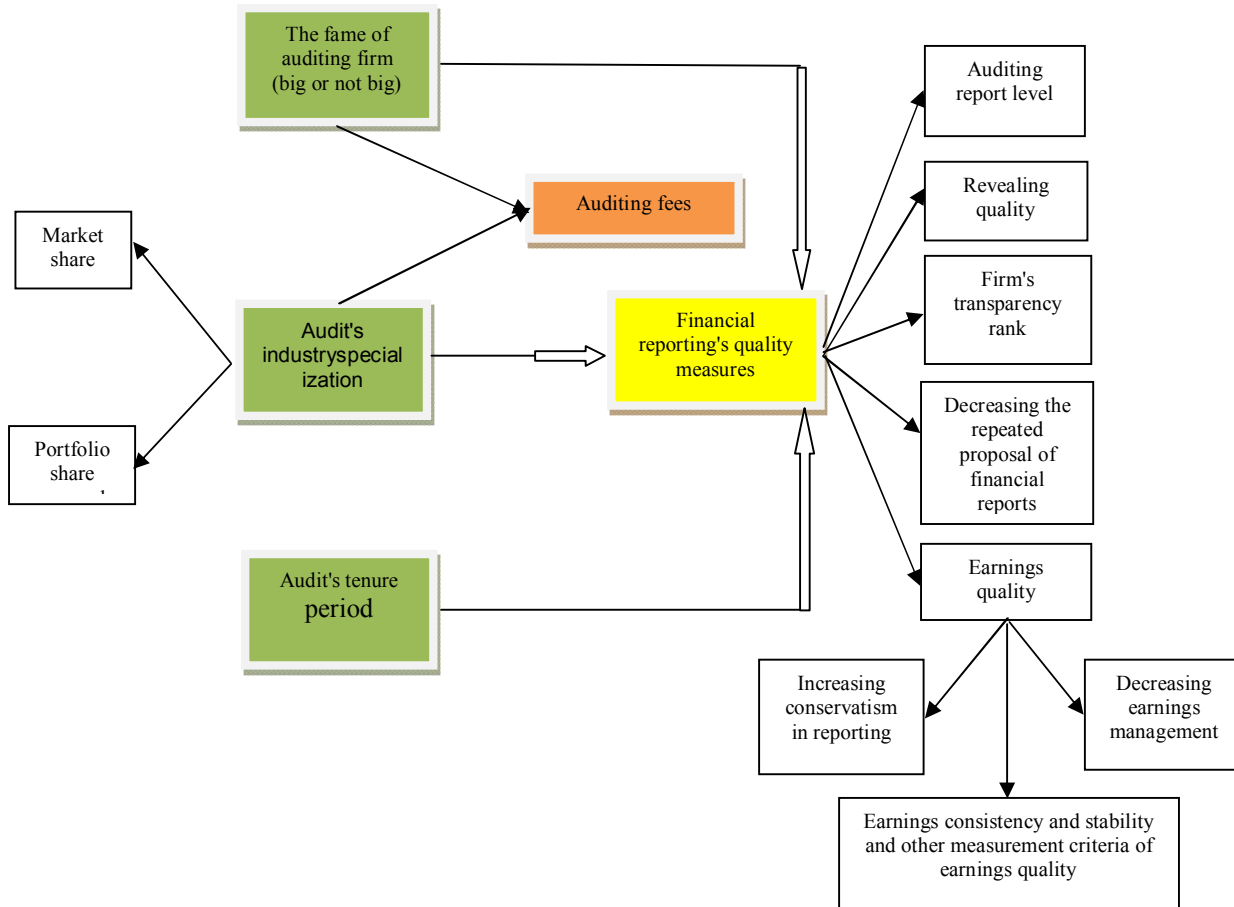 The fame of
auditing firm
(big or not big)
Auditing
report level
Revealing
quality
Auditing fees
Market
share
Firm's
transparency
rank
Audit's
industryspecial
ization
Financial
reporting's quality
measures
Decreasing the
repeated
proposal of
financial
reports
Portfolio
share
Audit's tenure
period
Earnings
quality
Increasing
conservatism
in reporting
Decreasing
earnings
management
Earnings consistency and stability
and other measurement criteria of
earnings quality